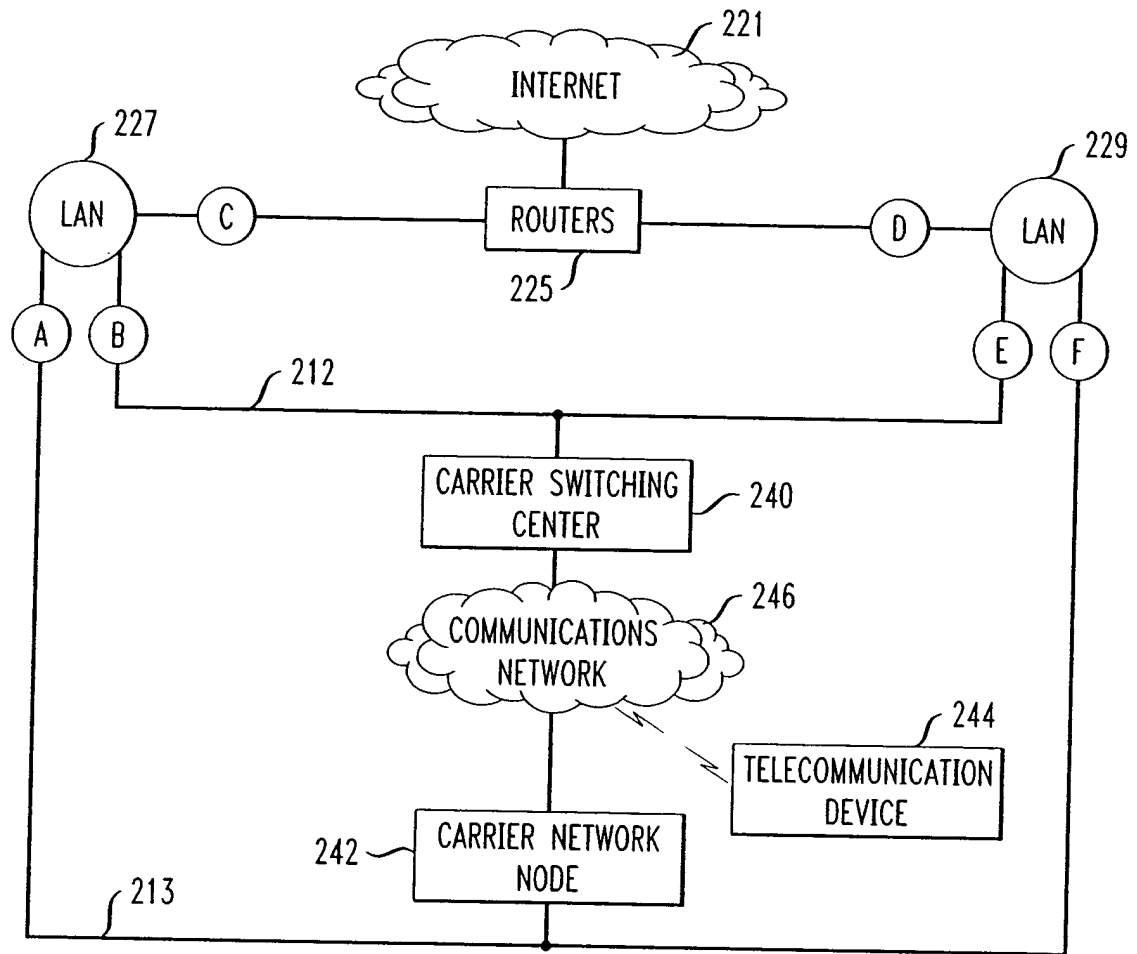 221
INTERNET
227
229
LAN
C
ROUTERS
D
LAN
225
A
B
E
F
212
CARRIER SWITCHING
CENTER
240
246
COMMUNICATIONS
NETWORK
244
TELECOMMUNICATION
DEVICE
242
CARRIER NETWORK
NODE
213